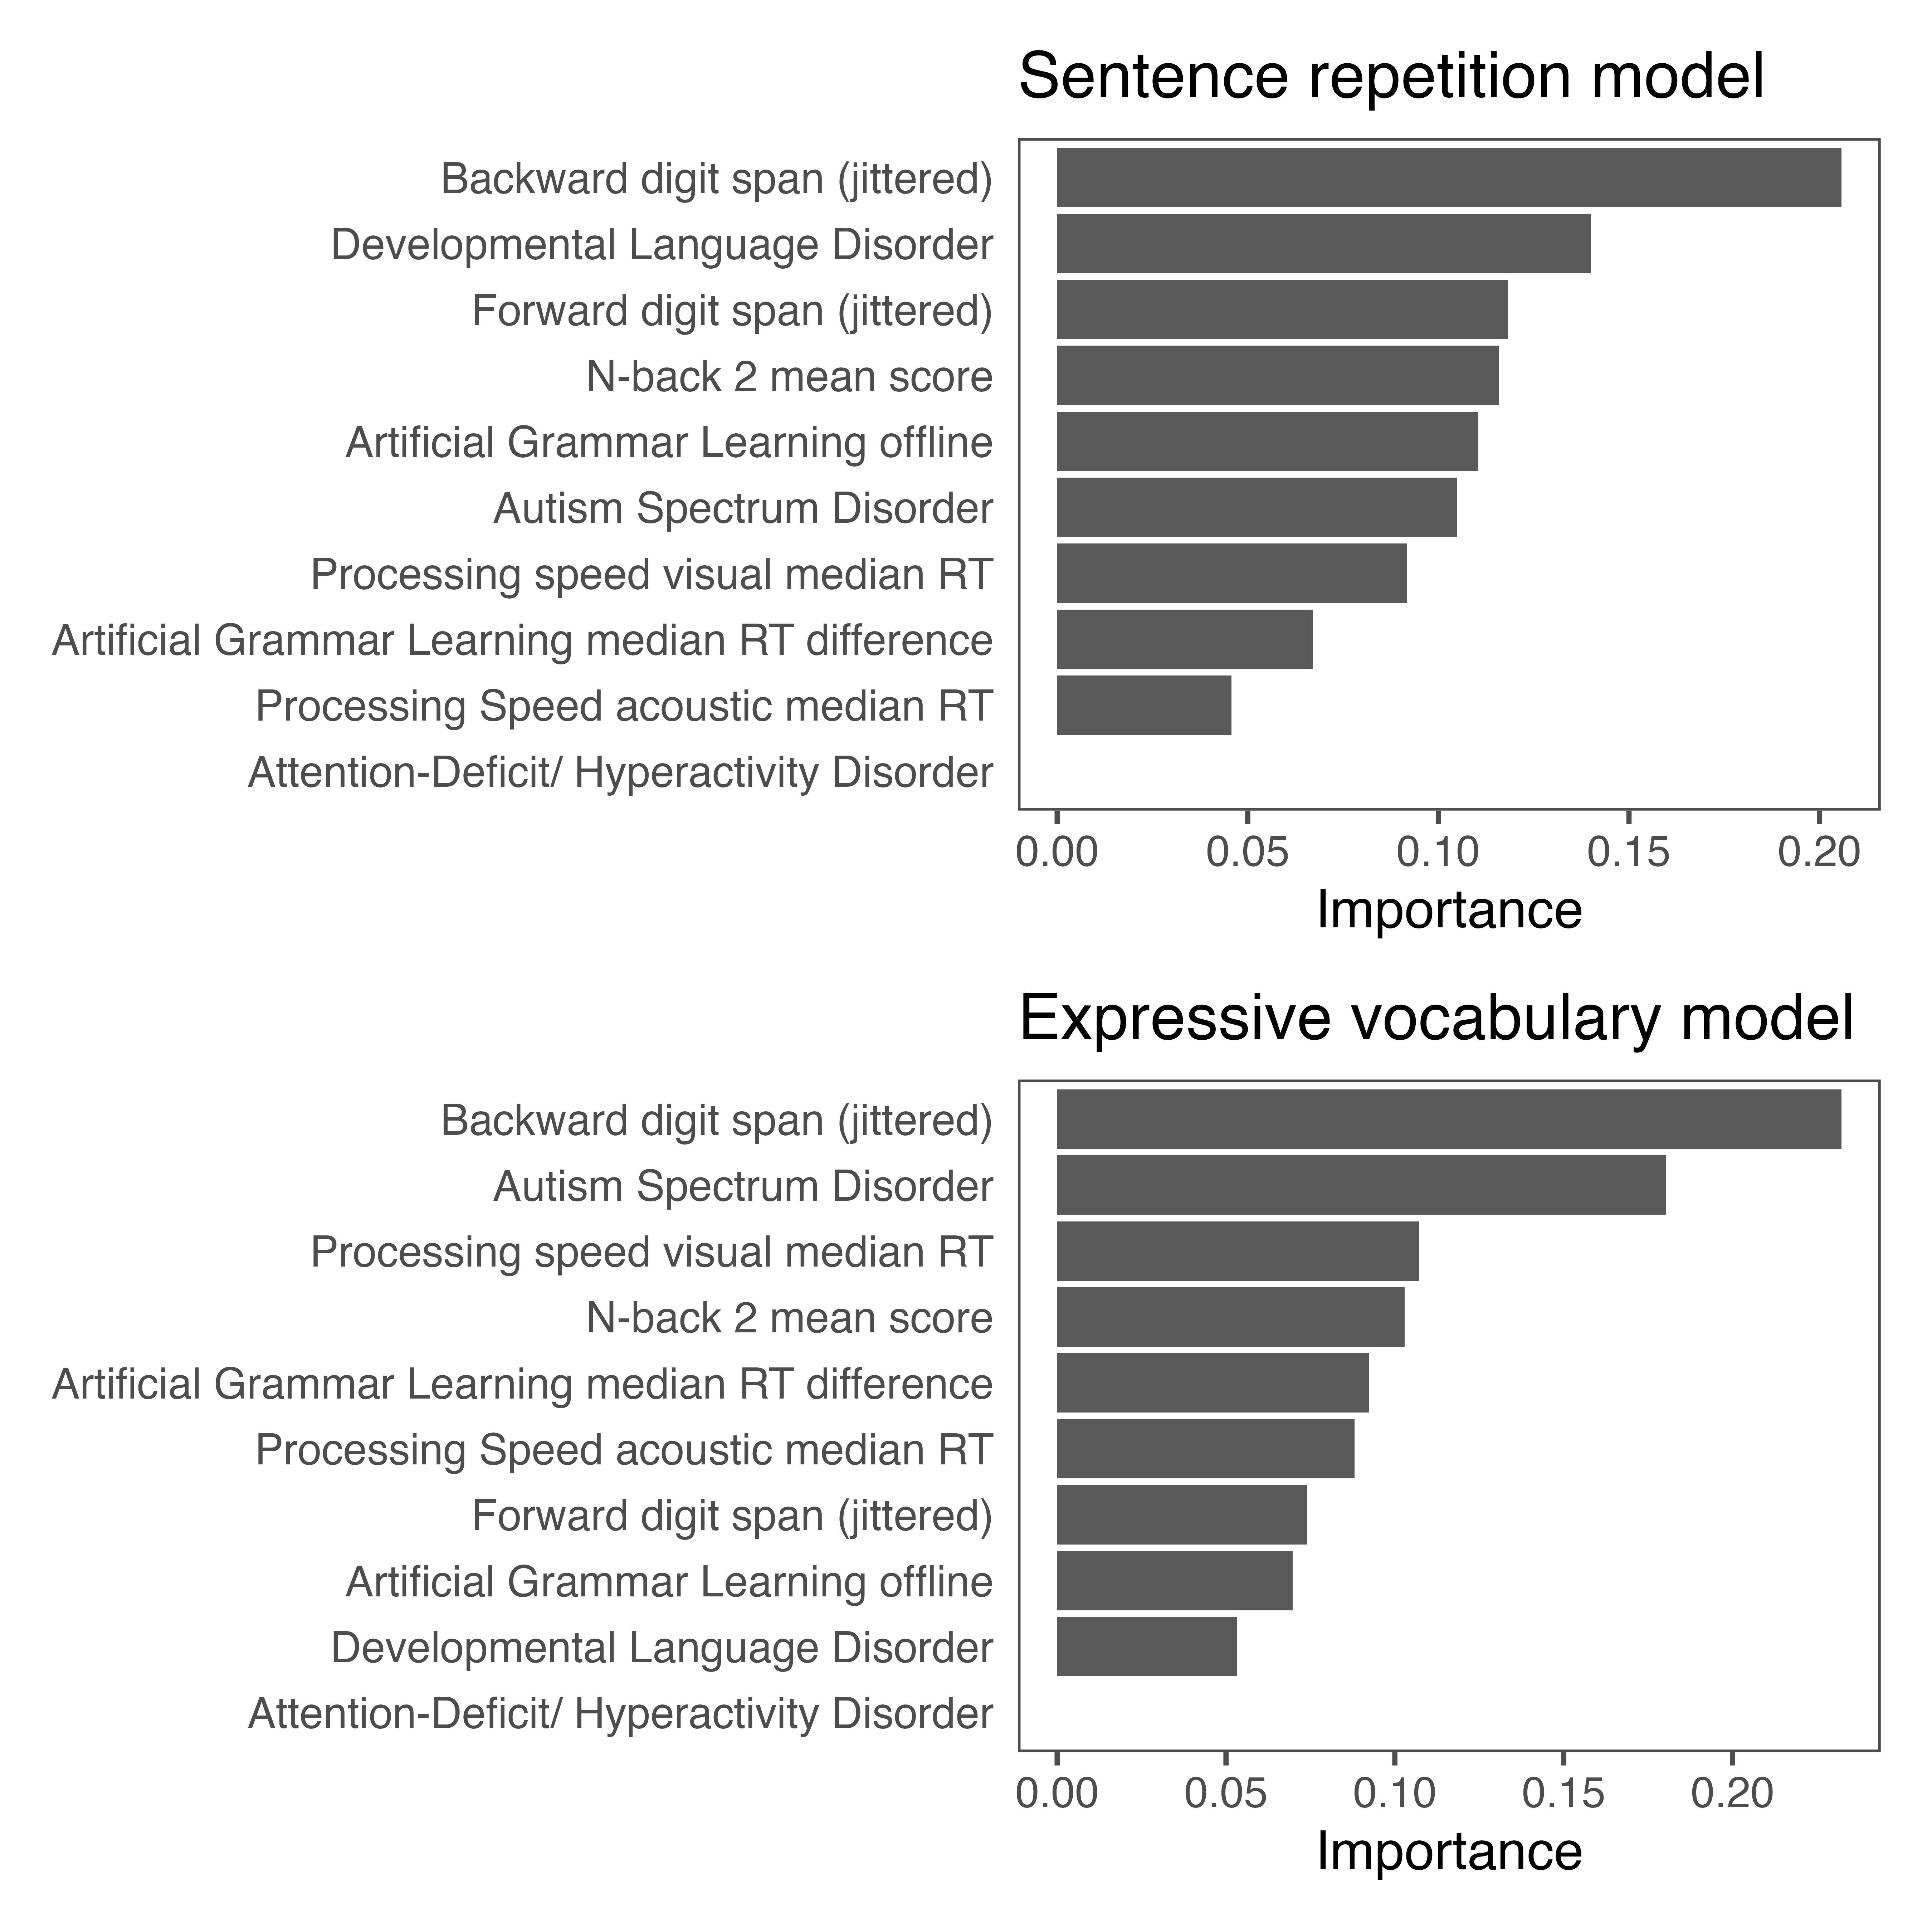 Sentence repetition model
Backward digit span (jittered)
Developmental Language Disorder
Forward digit span (jittered)
N-back 2 mean score
Artificial Grammar Learning offline
Autism Spectrum Disorder
Processing speed visual median RT
Artificial Grammar Learning median RT difference
Processing Speed acoustic median RT
Attention-Deficit/ Hyperactivity Disorder
0.00 0.05 0.10 0.15 0.20
Importance
Expressive vocabulary model
Backward digit span (jittered)
Autism Spectrum Disorder
Processing speed visual median RT
N-back 2 mean score
Artificial Grammar Learning median RT difference
Processing Speed acoustic median RT
Forward digit span (jittered)
Artificial Grammar Learning offline
Developmental Language Disorder
Attention-Deficit/ Hyperactivity Disorder
0.00 0.05 0.10 0.15 0.20
Importance